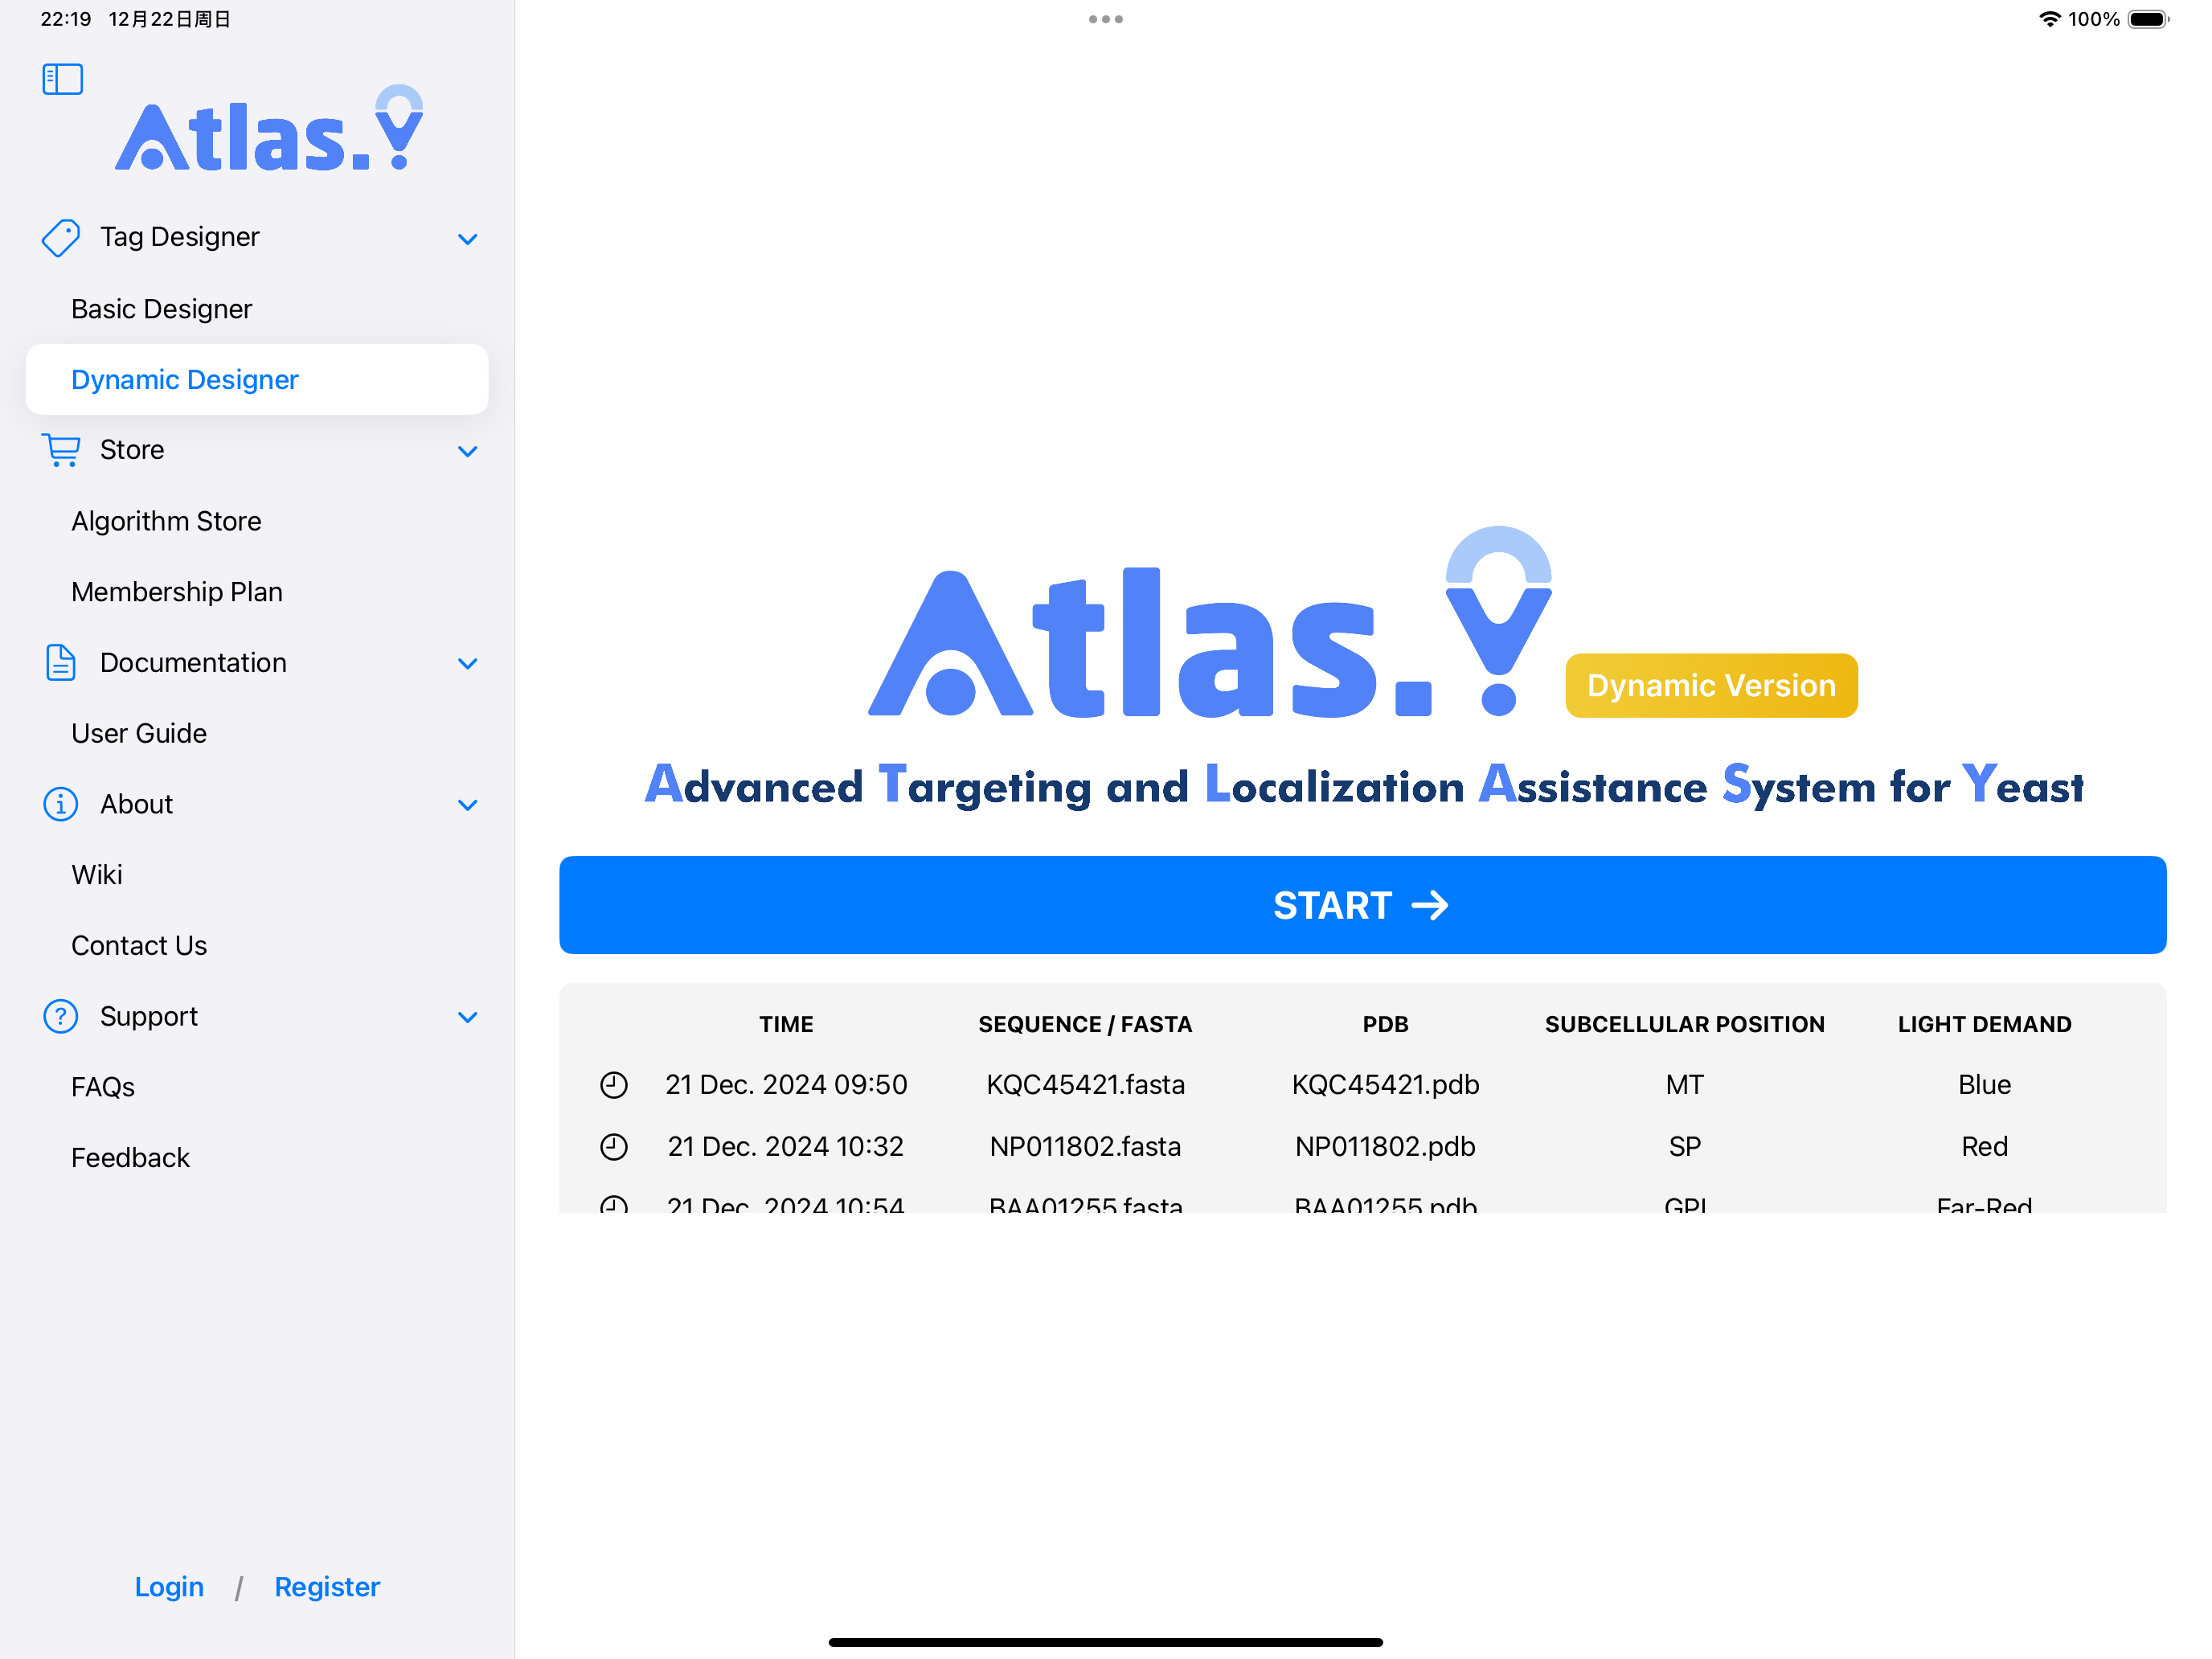 22:19 12月22日周日
100%
Atlas.Y
Tag Designer
Basic Designer
Dynamic Designer
Store
Algorithm Store
Membership Plan
Documentation
User Guide
About
Wiki
Contact Us
Support
FAQs
Feedback
Login / Register
Atlas.Y
Dynamic Version
Advanced Targeting and Localization Assistance System for Yeast
START →
TIME SEQUENCE / FASTA PDB SUBCELLULAR POSITION LIGHT DEMAND
21 Dec. 2024 09:50 KQC45421.fasta KQC45421.pdb MT Blue
21 Dec. 2024 10:32 NP011802.fasta NP011802.pdb SP Red
21 Dec. 2024 10:54 BAA01255.fasta BAA01255.pdb GPI Far-Red